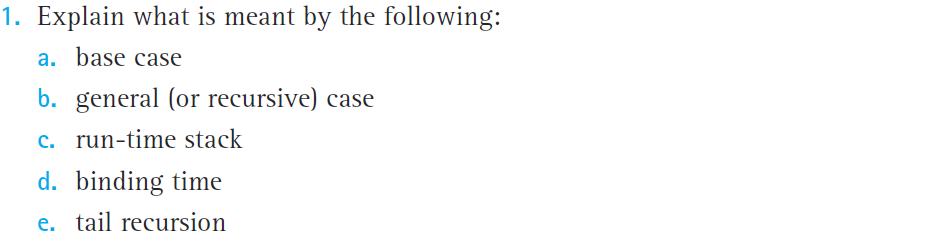 1. Explain what is meant by the following:
a. base case
b. general (or recursive) case
c. run-time stack
d. binding time
e. tail recursion